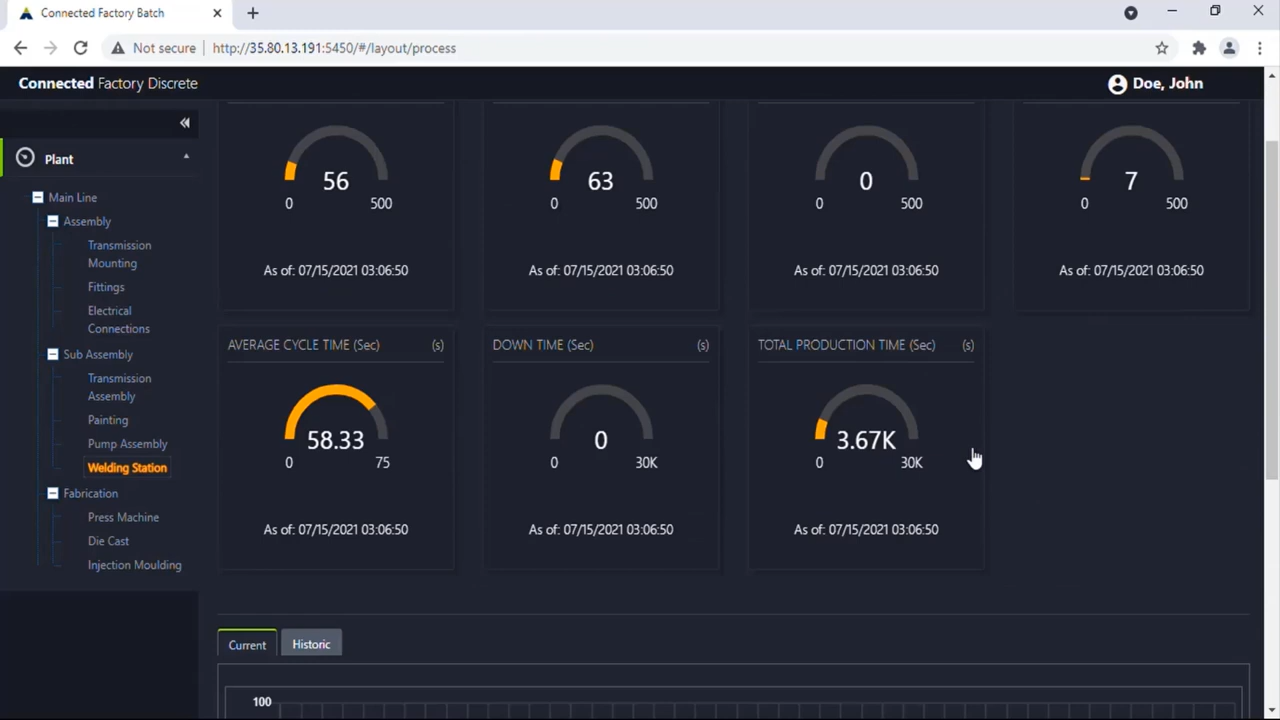 Connected Factory Batch
Not secure
http://35.80.13.191:5450/#/layout/process
Connected Factory Discrete
Doe, John
Plant
Main Line
Assembly
Transmission
Mounting
Fittings
Electrical
Connections
Sub Assembly
Transmission
Assembly
Painting
Pump Assembly
Welding Station
Fabrication
Press Machine
Die Cast
Injection Moulding
56
0 500
As of: 07/15/2021 03:06:50
63
0 500
As of: 07/15/2021 03:06:50
0
0 500
As of: 07/15/2021 03:06:50
7
0 500
As of: 07/15/2021 03:06:50
AVERAGE CYCLE TIME (Sec) (s)
58.33
0 75
As of: 07/15/2021 03:06:50
DOWN TIME (Sec) (s)
0
0 30K
As of: 07/15/2021 03:06:50
TOTAL PRODUCTION TIME (Sec) (s)
3.67K
0 30K
As of: 07/15/2021 03:06:50
Current Historic
100